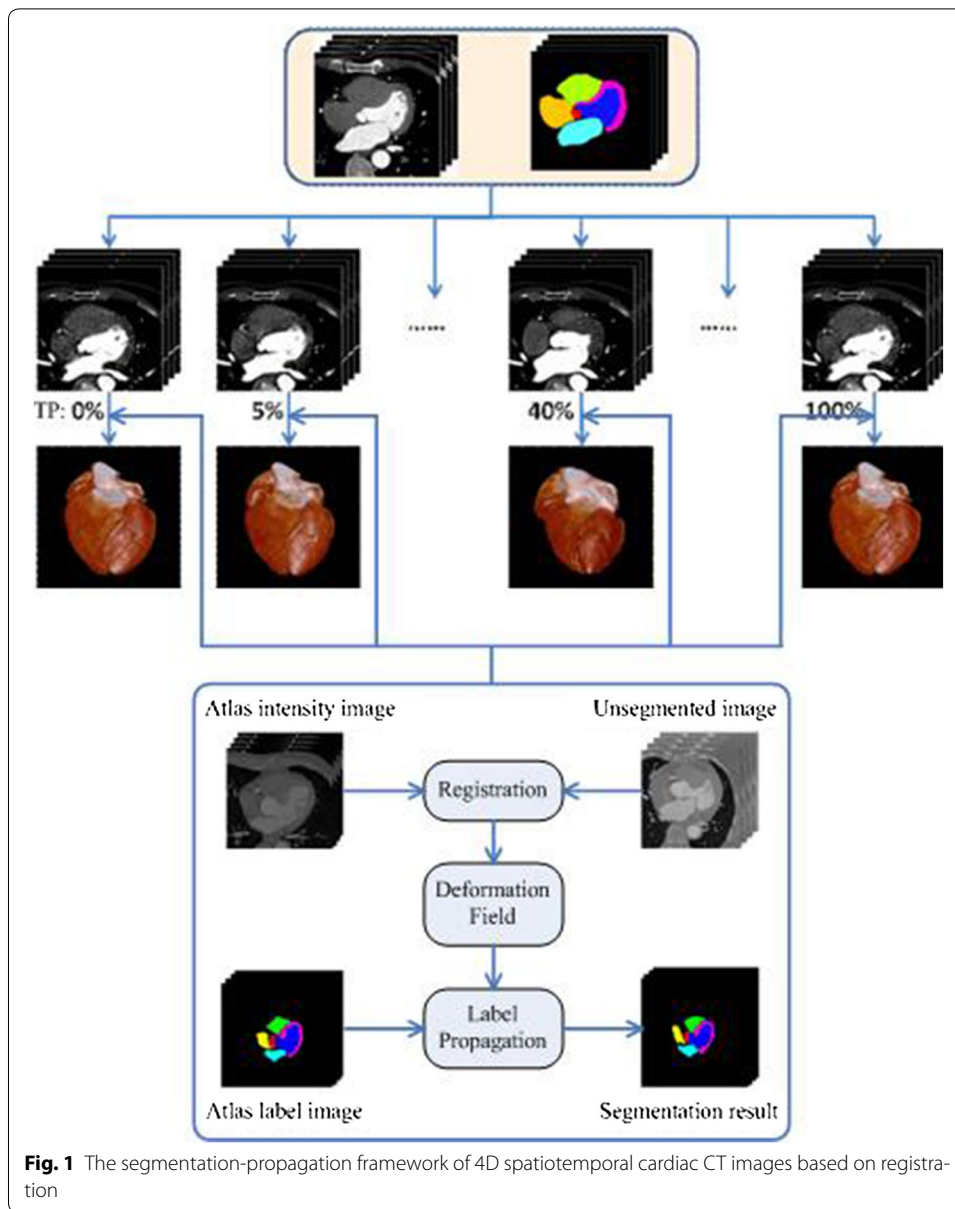 ......
......
TP: 0%
5%
40%
100%
Atlas intensity image
Unsegmented image
Registration
Deformation
Field
Label
Propagation
Atlas label image
Segmentation result
Fig. 1 The segmentation-propagation framework of 4D spatiotemporal cardiac CT images based on registra-
tion